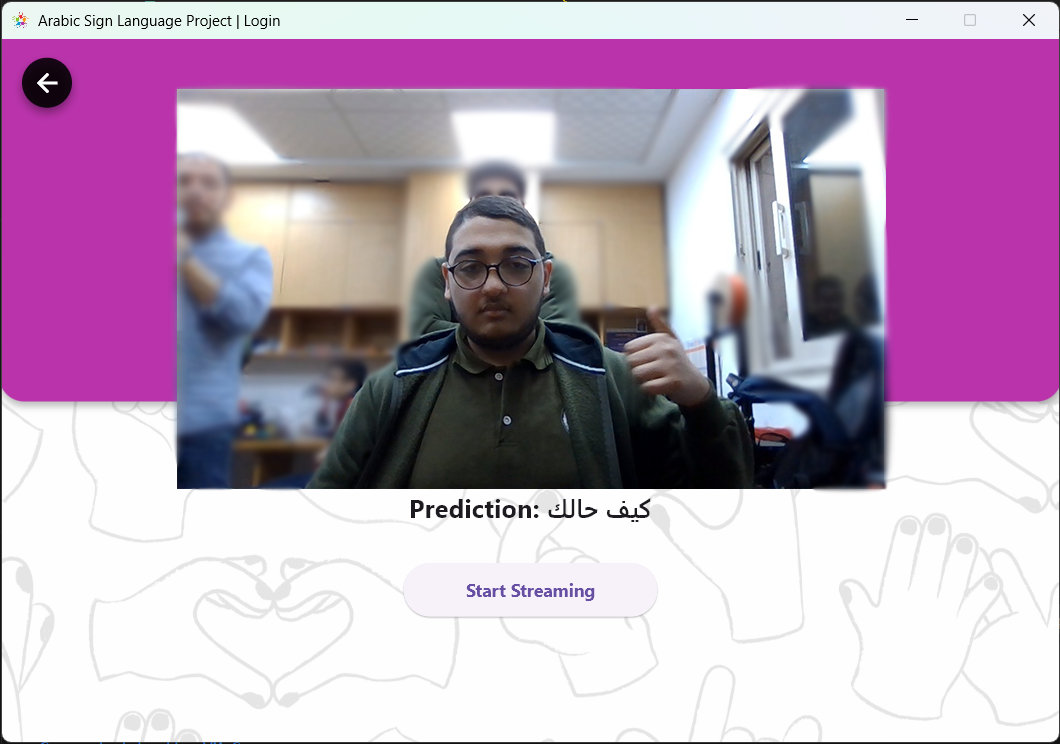 Arabic Sign Language Project | Login
Prediction: كيف حالك
Start Streaming